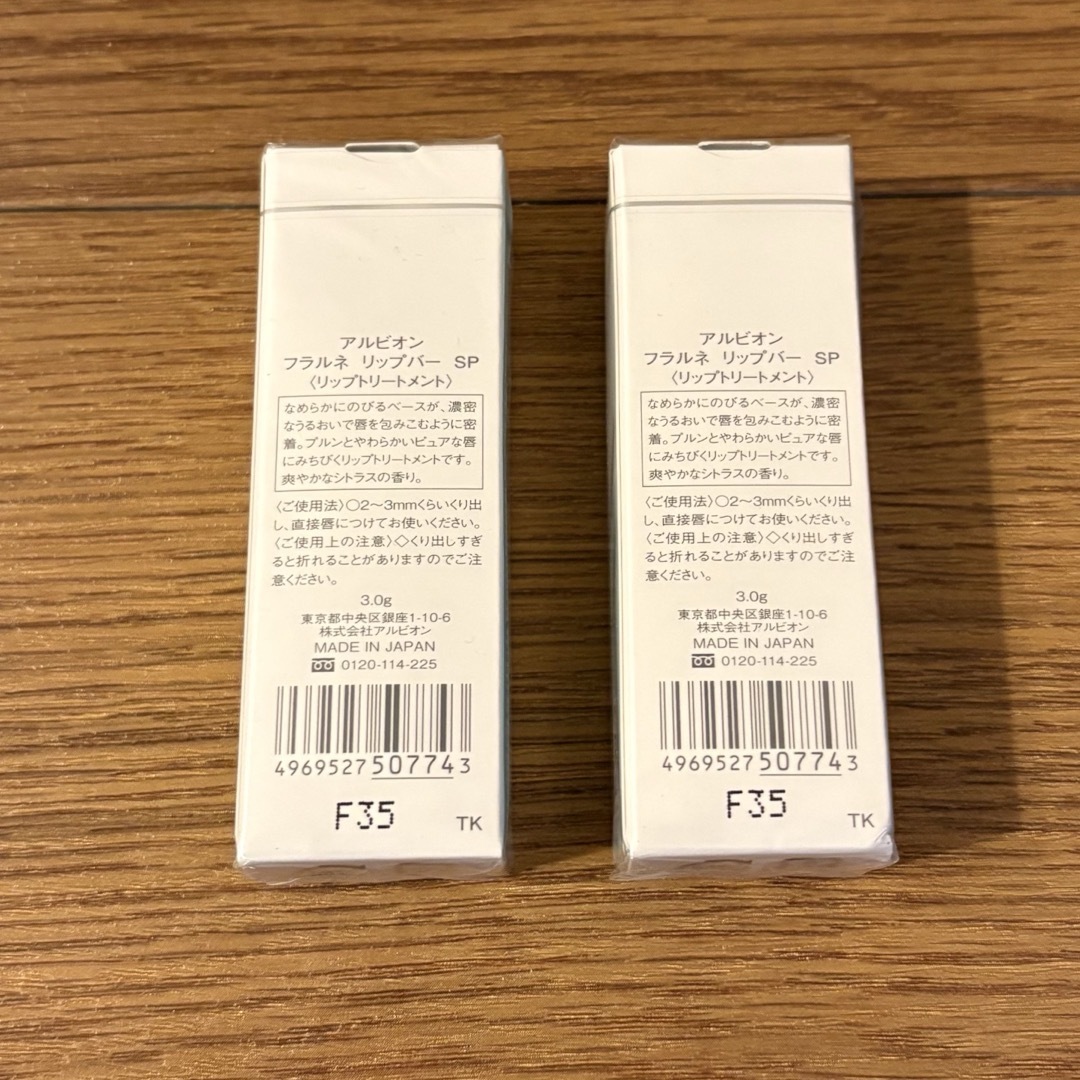 アルビオン
フラルネ リップバー SP
〈リップトリートメント〉
なめらかにのびるベースが、濃密
なうるおいで唇を包みこむように密
着。プルンとやわらかいピュアな唇
にみちびくリップトリートメントです。
爽やかなシトラスの香り。
〈ご使用法〉○2～3mmくらいくり出
し、直接唇につけてお使いください。
〈ご使用上の注意〉◇くり出しすぎ
ると折れることがありますのでご注
意ください。
3.0g
東京都中央区銀座1-10-6
株式会社アルビオン
MADE IN JAPAN
0120-114-225
4969527507743
F35
TK
アルビオン
フラルネ リップバー SP
〈リップトリートメント〉
なめらかにのびるベースが、濃密
なうるおいで唇を包みこむように密
着。プルンとやわらかいピュアな唇
にみちびくリップトリートメントです。
爽やかなシトラスの香り。
〈ご使用法〉○2～3mmくらいくり出
し、直接唇につけてお使いください。
〈ご使用上の注意〉◇くり出しすぎ
ると折れることがありますのでご注
意ください。
3.0g
東京都中央区銀座1-10-6
株式会社アルビオン
MADE IN JAPAN
0120-114-225
4969527507743
F35
TK